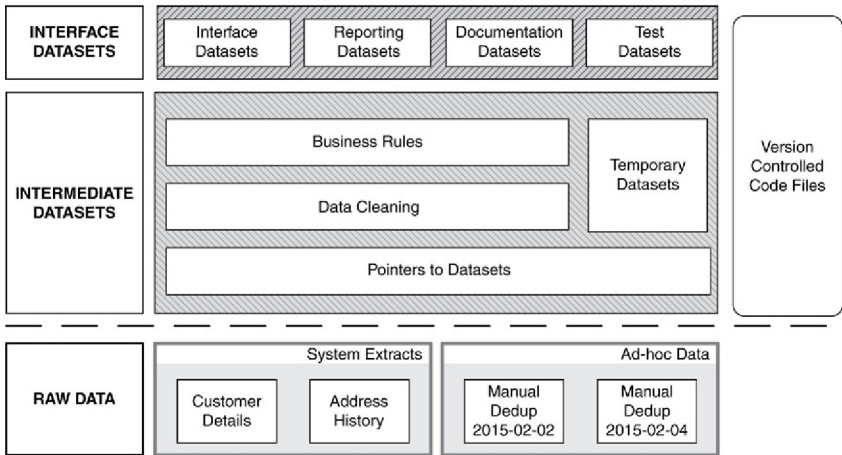 INTERFACE
DATASETS
Interface
Datasets
Reporting
Datasets
Documentation
Datasets
Test
Datasets
INTERMEDIATE
DATASETS
Business Rules
Data Cleaning
Temporary
Datasets
Pointers to Datasets
Version
Controlled
Code Files
RAW DATA
System Extracts
Customer
Details
Address
History
Ad-hoc Data
Manual
Dedup
2015-02-02
Manual
Dedup
2015-02-04